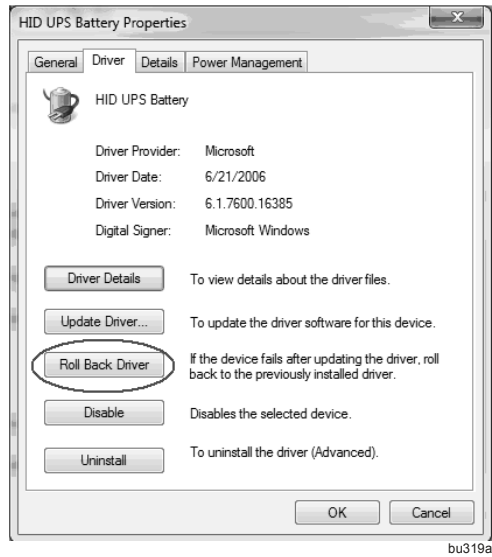 HID UPS Battery Properties
General Driver Details Power Management
HID UPS Battery
Driver Provider: Microsoft
Driver Date: 6/21/2006
Driver Version: 6.1.7600.16385
Digital Signer: Microsoft Windows
Driver Details To view details about the driver files.
Update Driver... To update the driver software for this device.
Roll Back Driver If the device fails after updating the driver, roll
back to the previously installed driver.
Disable Disables the selected device.
Uninstall To uninstall the driver (Advanced).
OK Cancel
bu319a